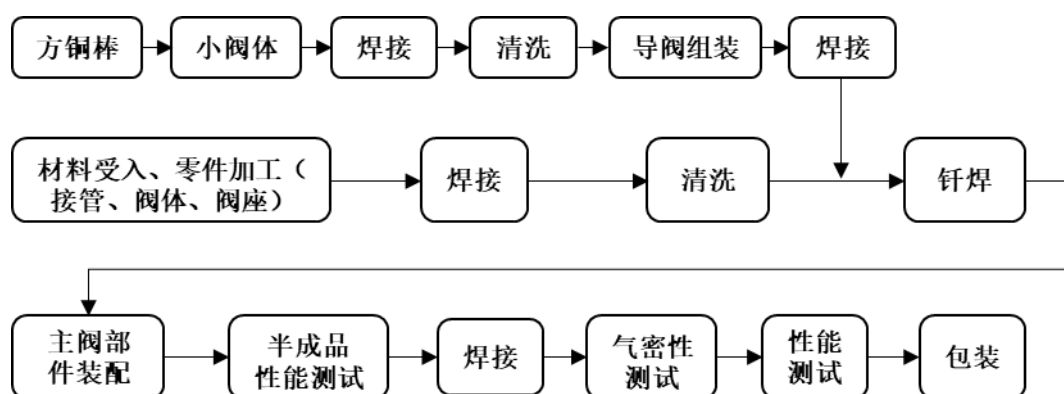 方铜棒
小阀体
焊接
清洗
导阀组装
焊接
材料受入、零件加工（
接管、阀体、阀座）
焊接
清洗
钎焊
主阀部
件装配
半成品
性能测试
焊接
气密性
测试
性能
测试
包装